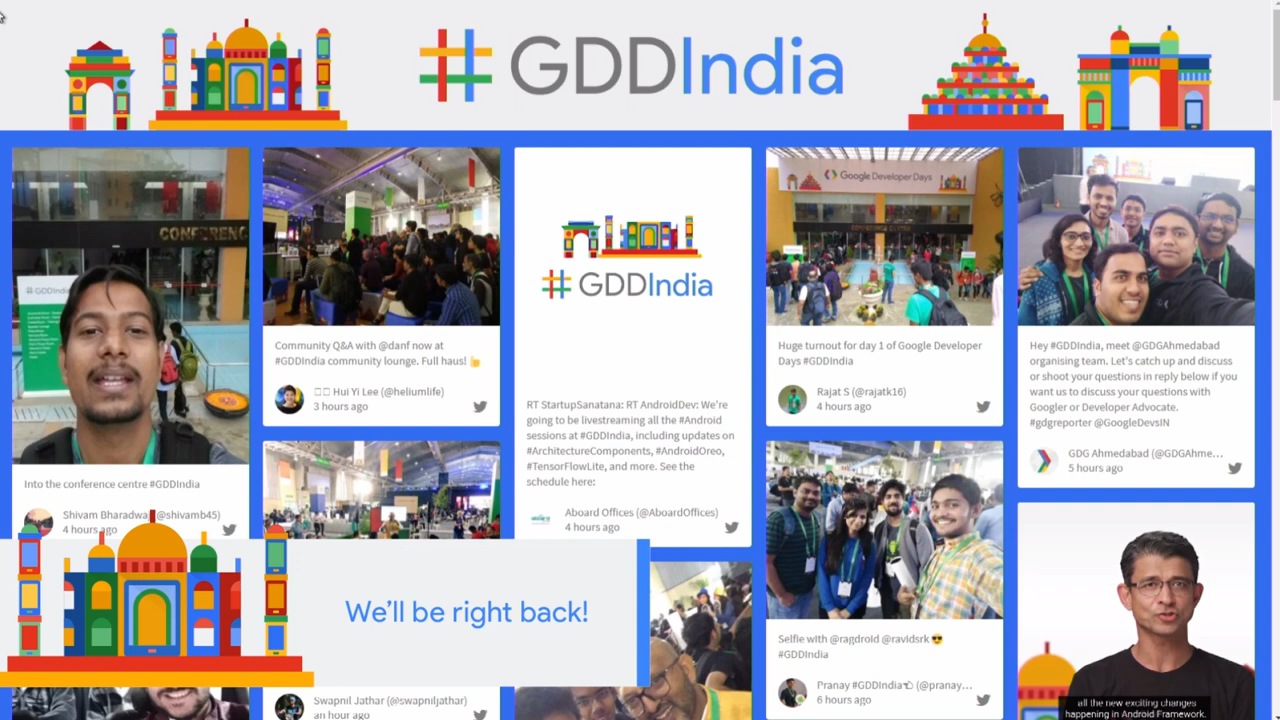 #GDDIndia
CONFERENC
#GDDIndia
Into the conference centre #GDDIndia
Shivam Bharadwa (@shivamb45)
4 hours ago
Community Q&A with @danf now at
#GDDIndia community lounge. Full haus! 👍
Hui Yi Lee (@heliumlife)
3 hours ago
Swapnil Jathar (@swapniljathar)
an hour ago
#GDDIndia
RT StartupSanatana: RT AndroidDev: We're
going to be livestreaming all the #Android
sessions at #GDDIndia, including updates on
#ArchitectureComponents, #AndroidOreo,
#TensorFlowLite, and more. See the
schedule here:
Aboard Offices (@AboardOffices)
4 hours ago
Google Developer Days
CONFERENCE CENTRE
Huge turnout for day 1 of Google Developer
Days #GDDIndia
Rajat S (@rajatk16)
4 hours ago
Selfie with @ragdroid @ravidsrk 😎
#GDDIndia
Pranay #GDDIndia (@pranay...
6 hours ago
Hey #GDDIndia, meet @GDGAhmedabad
organising team. Let's catch up and discuss
or shoot your questions in reply below if you
want us to discuss your questions with
Googler or Developer Advocate.
#gdgreporter @GoogleDevsIN
GDG Ahmedabad (@GDGAhme...
5 hours ago
all the new exciting changes
happening in Android Framework,
We'll be right back!